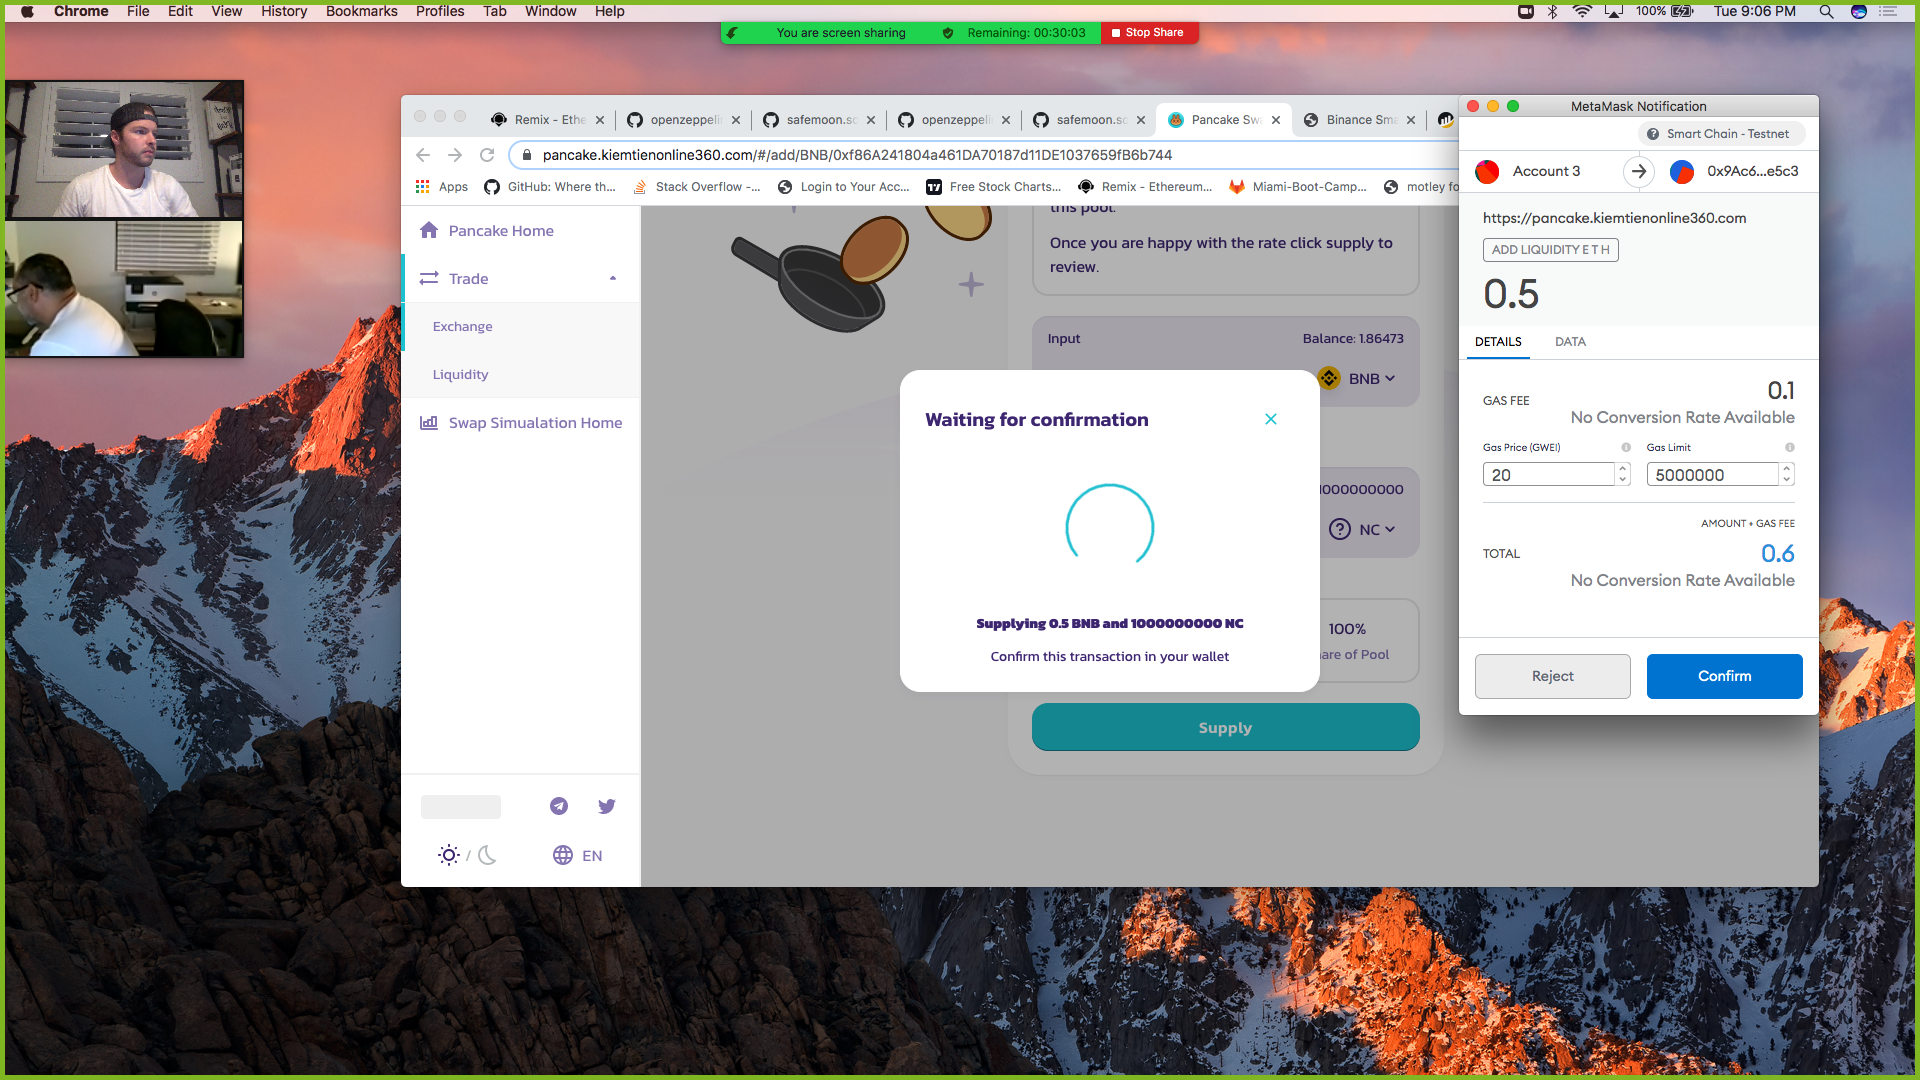 Chrome File Edit View History Bookmarks Profiles Tab Window Help
100% Tue 9:06 PM
You are screen sharing Remaining: 00:30:03 Stop Share
Remix - Ethe openzeppeli safemoon.so openzeppeli safemoon.so Pancake Swa Binance Sma
pancake.kiemtienonline360.com/#/add/BNB/0xf86A241804a461DA70187d11DE1037659fB6b744
Apps GitHub: Where th... Stack Overflow -... Login to Your Acc... Free Stock Charts... Remix - Ethereum... Miami-Boot-Camp... motley fo
Pancake Home
Trade
Exchange
Liquidity
Swap Simualation Home
/ EN
this pool.
Once you are happy with the rate click supply to
review.
Input Balance: 1.86473
BNB
1000000000
NC
100%
are of Pool
Supply
Waiting for confirmation
Supplying 0.5 BNB and 1000000000 NC
Confirm this transaction in your wallet
MetaMask Notification
Smart Chain - Testnet
Account 3 0x9Ac6...e5c3
https://pancake.kiemtienonline360.com
ADD LIQUIDITY E T H
0.5
DETAILS DATA
GAS FEE 0.1
No Conversion Rate Available
Gas Price (GWEI) Gas Limit
20 5000000
AMOUNT + GAS FEE
TOTAL 0.6
No Conversion Rate Available
Reject Confirm